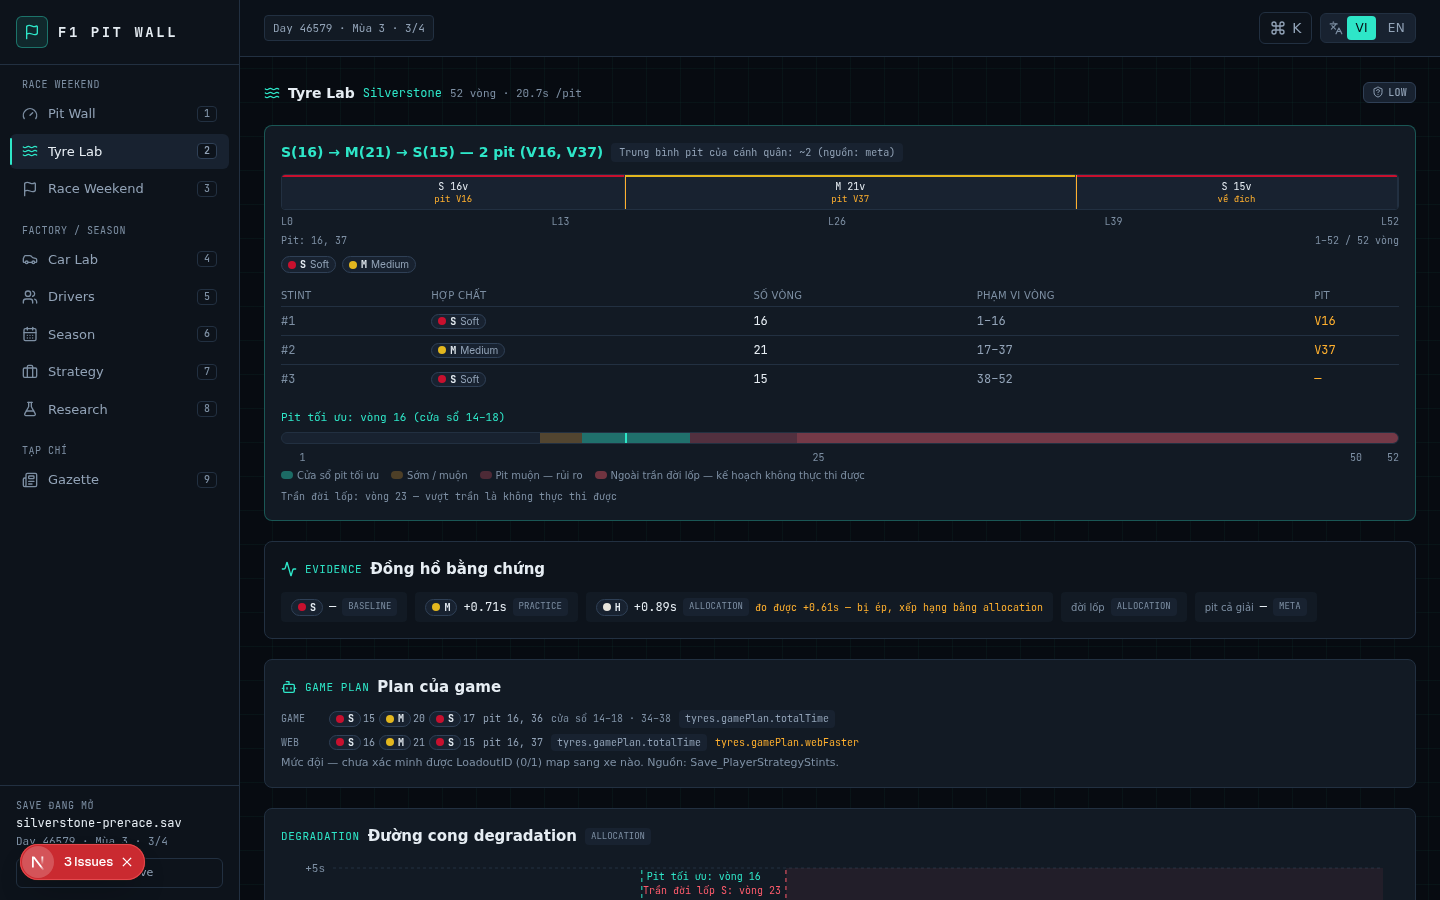 F1 PIT WALL
Day 46579 · Mùa 3 · 3/4
⌘ K
VI
EN
RACE WEEKEND
Pit Wall 1
Tyre Lab 2
Race Weekend 3
FACTORY / SEASON
Car Lab 4
Drivers 5
Season 6
Strategy 7
Research 8
TẠP CHÍ
Gazette 9
SAVE ĐANG MỞ
silverstone-prerace.sav
Day 46579 · Mùa 3 · 3/4
3 Issues
ve
Tyre Lab Silverstone 52 vòng · 20.7s /pit
LOW
S(16) → M(21) → S(15) — 2 pit (V16, V37) Trung bình pit của cánh quân: ~2 (nguồn: meta)
S 16v M 21v S 15v
pit V16 pit V37 về đích
L0 L13 L26 L39 L52
Pit: 16, 37 1–52 / 52 vòng
S Soft M Medium
STINT HỢP CHẤT SỐ VÒNG PHẠM VI VÒNG PIT
#1 S Soft 16 1–16 V16
#2 M Medium 21 17–37 V37
#3 S Soft 15 38–52 —
Pit tối ưu: vòng 16 (cửa sổ 14–18)
1 25 50 52
Cửa sổ pit tối ưu Sớm / muộn Pit muộn — rủi ro Ngoài trần đời lốp — kế hoạch không thực thi được
Trần đời lốp: vòng 23 — vượt trần là không thực thi được
EVIDENCE Đồng hồ bằng chứng
S — BASELINE M +0.71s PRACTICE H +0.89s ALLOCATION đo được +0.61s — bị ép, xếp hạng bằng allocation đời lốp ALLOCATION pit cả giải — META
GAME PLAN Plan của game
GAME S 15 M 20 S 17 pit 16, 36 cửa sổ 14–18 · 34–38 tyres.gamePlan.totalTime
WEB S 16 M 21 S 15 pit 16, 37 tyres.gamePlan.totalTime tyres.gamePlan.webFaster
Mức đội — chưa xác minh được LoadoutID (0/1) map sang xe nào. Nguồn: Save_PlayerStrategyStints.
DEGRADATION Đường cong degradation ALLOCATION
+5s
Pit tối ưu: vòng 16
Trần đời lốp S: vòng 23